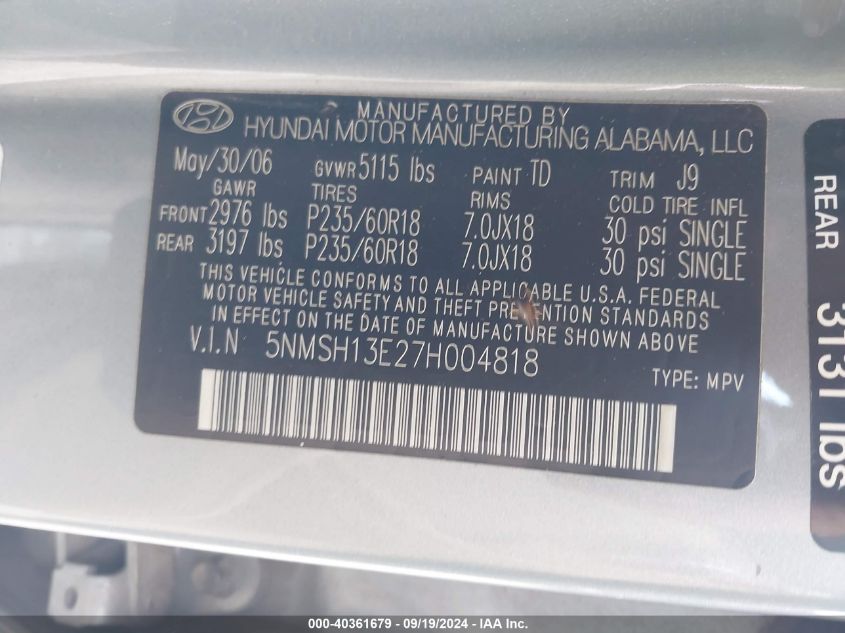 MANUFACTURED BY
HYUNDAI MOTOR MANUFACTURING ALABAMA, LLC
May/30/06 GVWR 5115 lbs PAINT TD TRIM J9
GAWR TIRES RIMS COLD TIRE INFL
FRONT 2976 lbs P235/60R18 7.0JX18 30 psi SINGLE
REAR 3197 lbs P235/60R18 7.0JX18 30 psi SINGLE
THIS VEHICLE CONFORMS TO ALL APPLICABLE U.S.A. FEDERAL
MOTOR VEHICLE SAFETY AND THEFT PREVENTION STANDARDS
IN EFFECT ON THE DATE OF MANUFACTURE SHOWN ABOVE
V.I.N 5NMSH13E27H004818
TYPE: MPV
REAR 3131 lbs
000-40361679 - 09/19/2024 - IAA Inc.